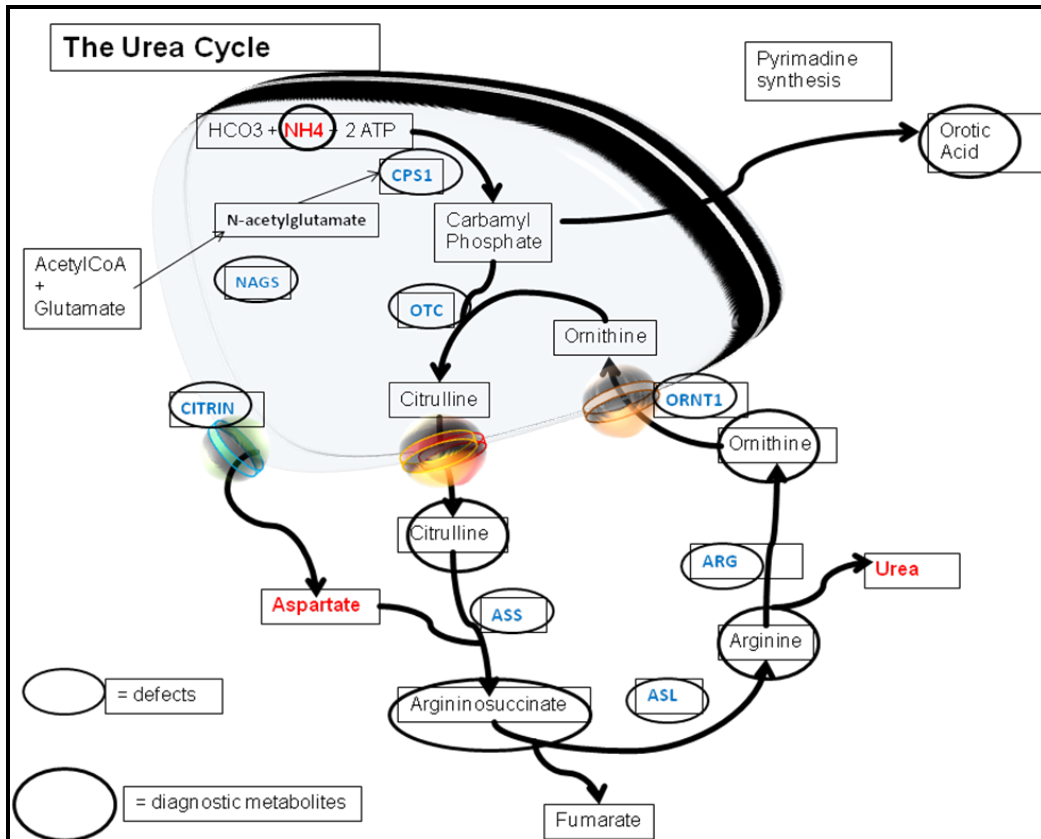 The Urea Cycle
Pyrimadine
synthesis
HCO3 + NH4 + 2 ATP
Orotic
Acid
CPS1
N-acetylglutamate
Carbamyl
Phosphate
AcetylCoA
+
Glutamate
NAGS
OTC
Ornithine
CITRIN
Citrulline
ORNT1
Ornithine
Citrulline
ARG
Urea
Aspartate
ASS
Arginine
= defects
Argininosuccinate
ASL
= diagnostic metabolites
Fumarate